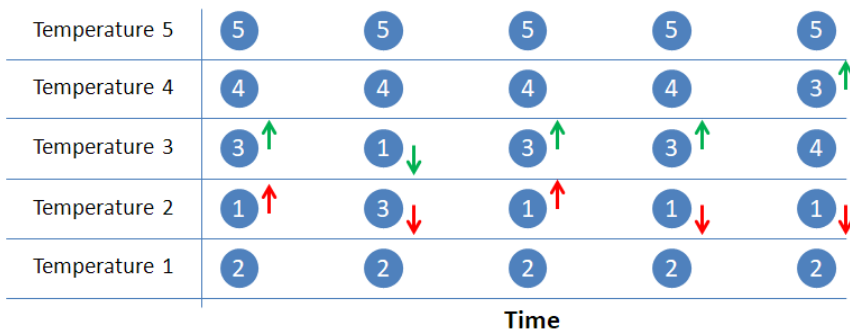 Temperature 5 5 5 5 5 5
Temperature 4 4 4 4 4 3
Temperature 3 3 1 3 3 4
Temperature 2 1 3 1 1 1
Temperature 1 2 2 2 2 2
Time